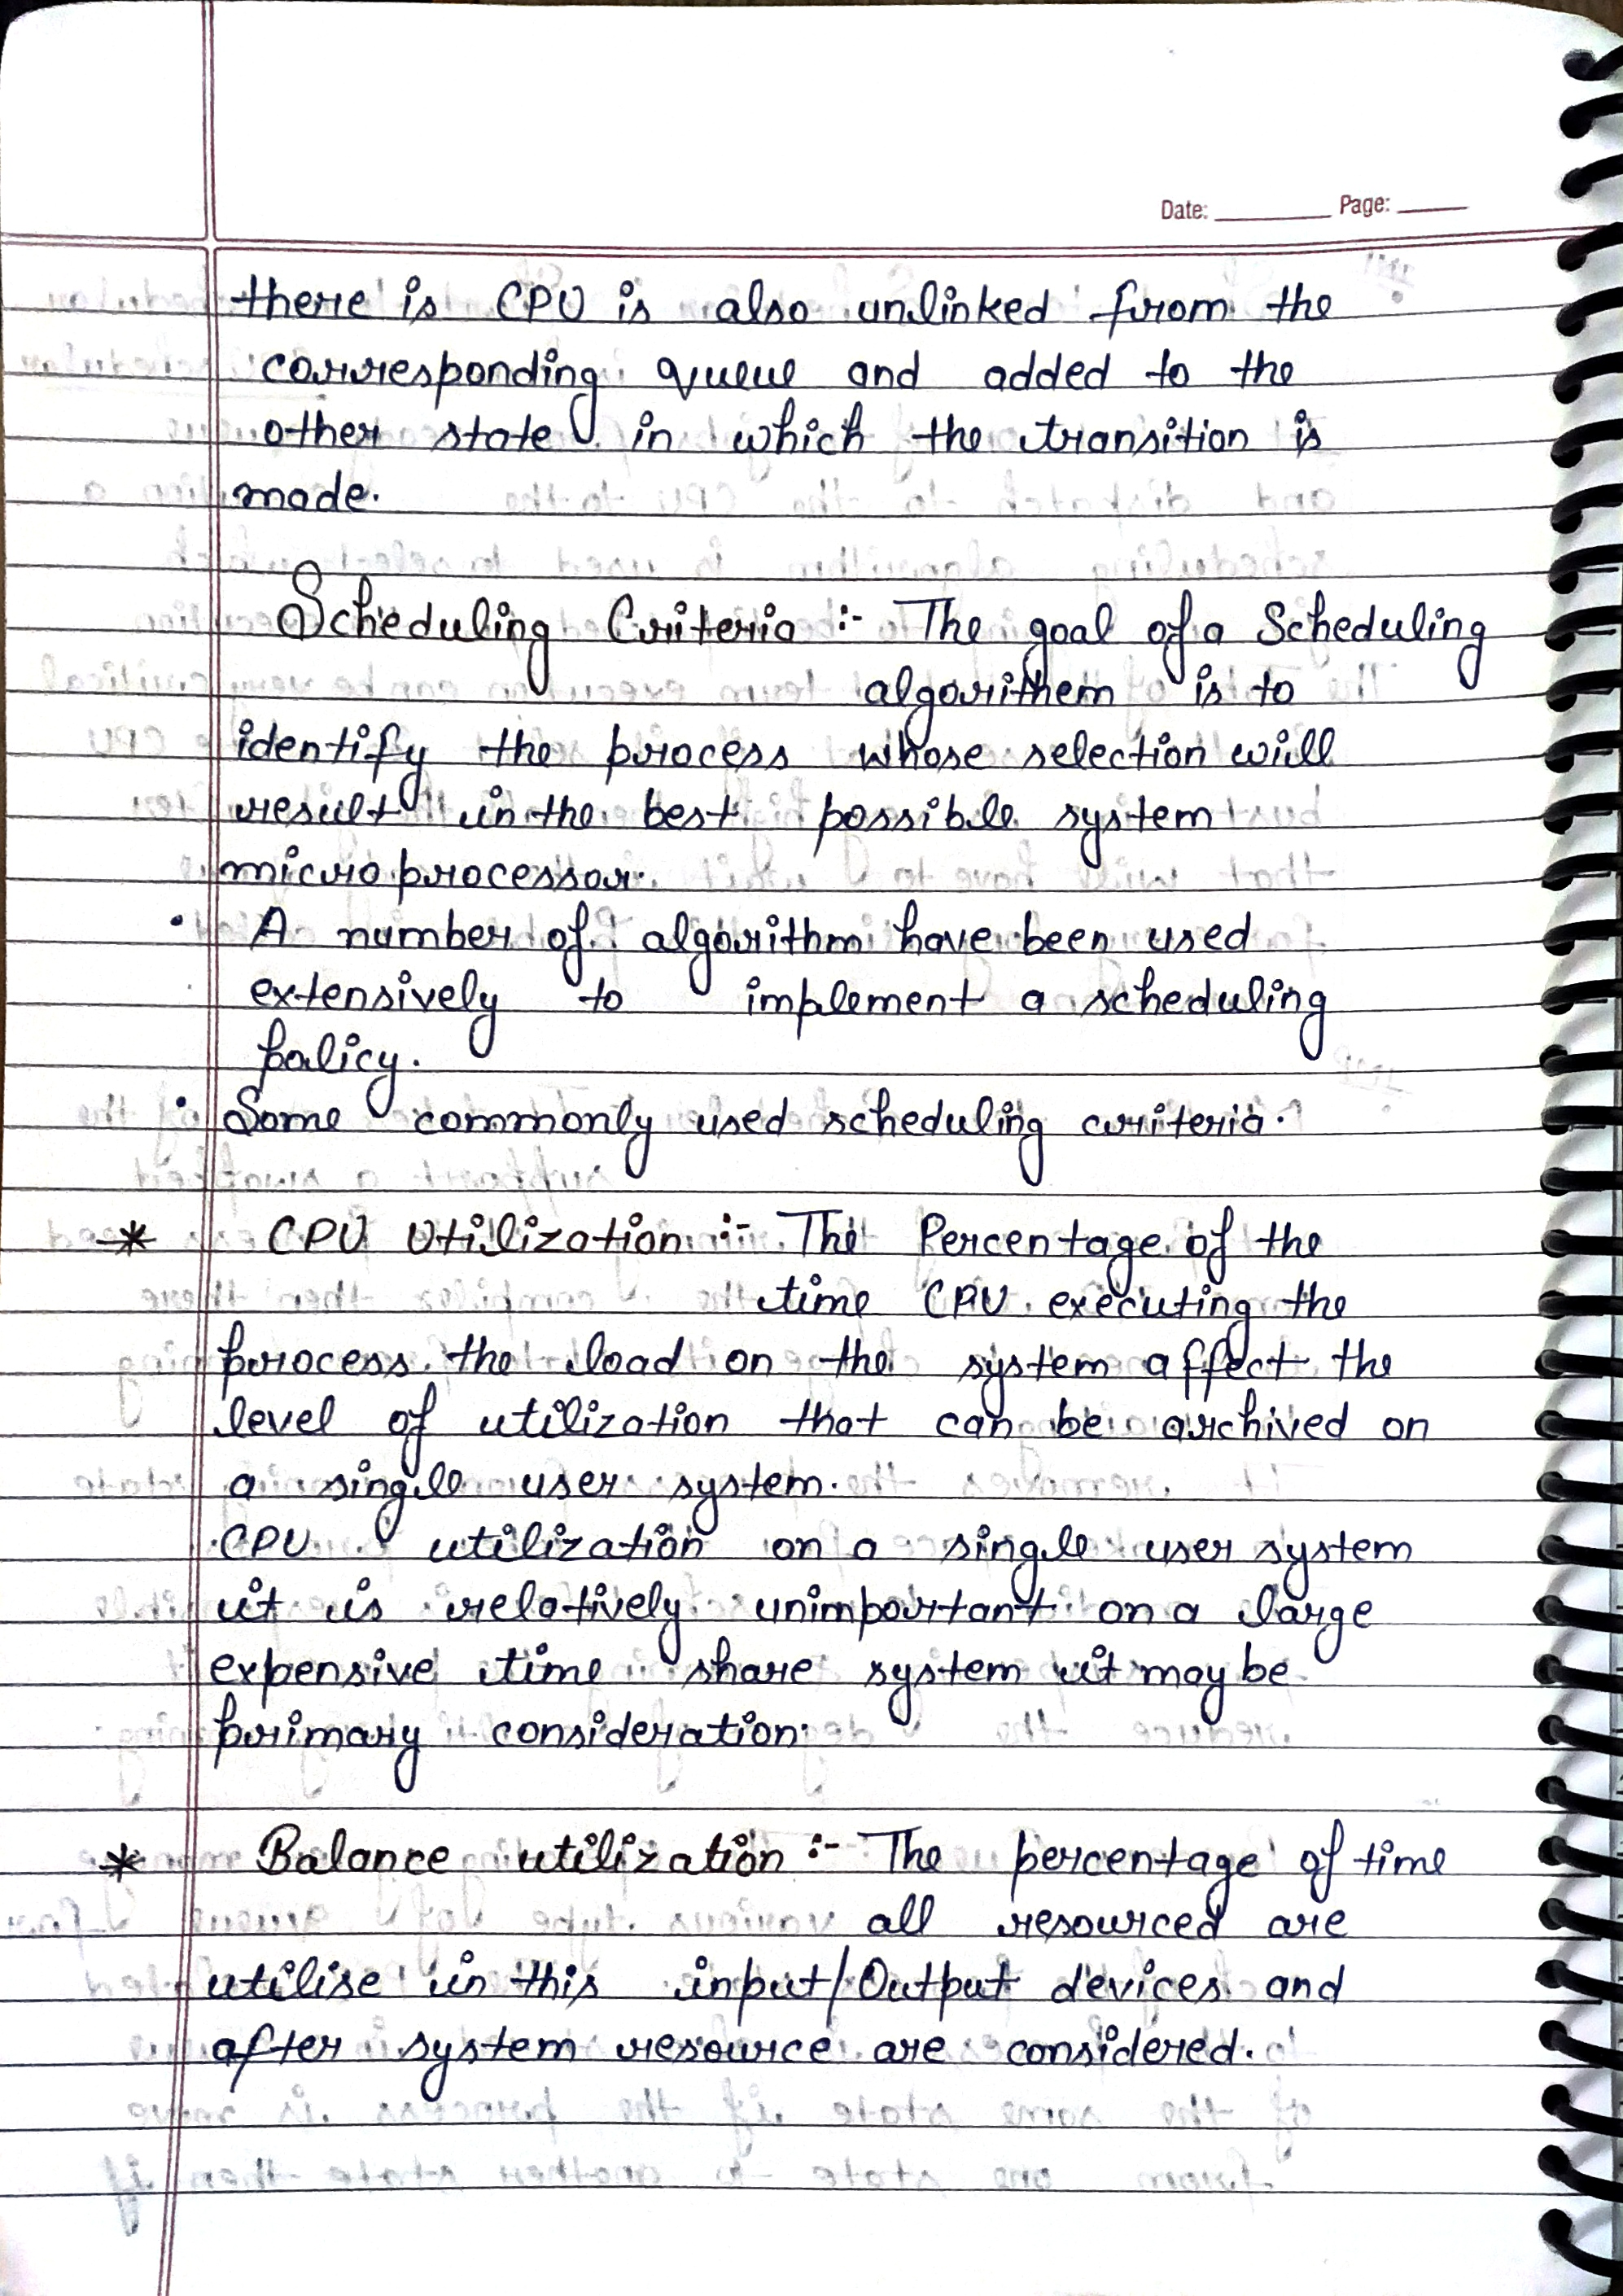 Date: Page:
there is CPU is also unlinked from the
corresponding queue and added to the
other state in which the transition is
made.
Scheduling Criteria :- The goal of a Scheduling
algorithem is to
identify the process whose selection will
result in the best possible system
micro processor.
• A number of algorithm have been used
extensively to implement a scheduling
policy.
• Some commonly used scheduling criteria.
* CPU Utilization :- The Percentage of the
time CPU executing the
process. the load on the system affect the
level of utilization that can be archived on
a single user system.
CPU utilization on a single user system
it is relatively unimportant on a large
expensive time share system it may be
primary consideration.
* Balance utilization :- The percentage of time
all resourced are
utilise in this input/Output devices and
after system resource are considered.